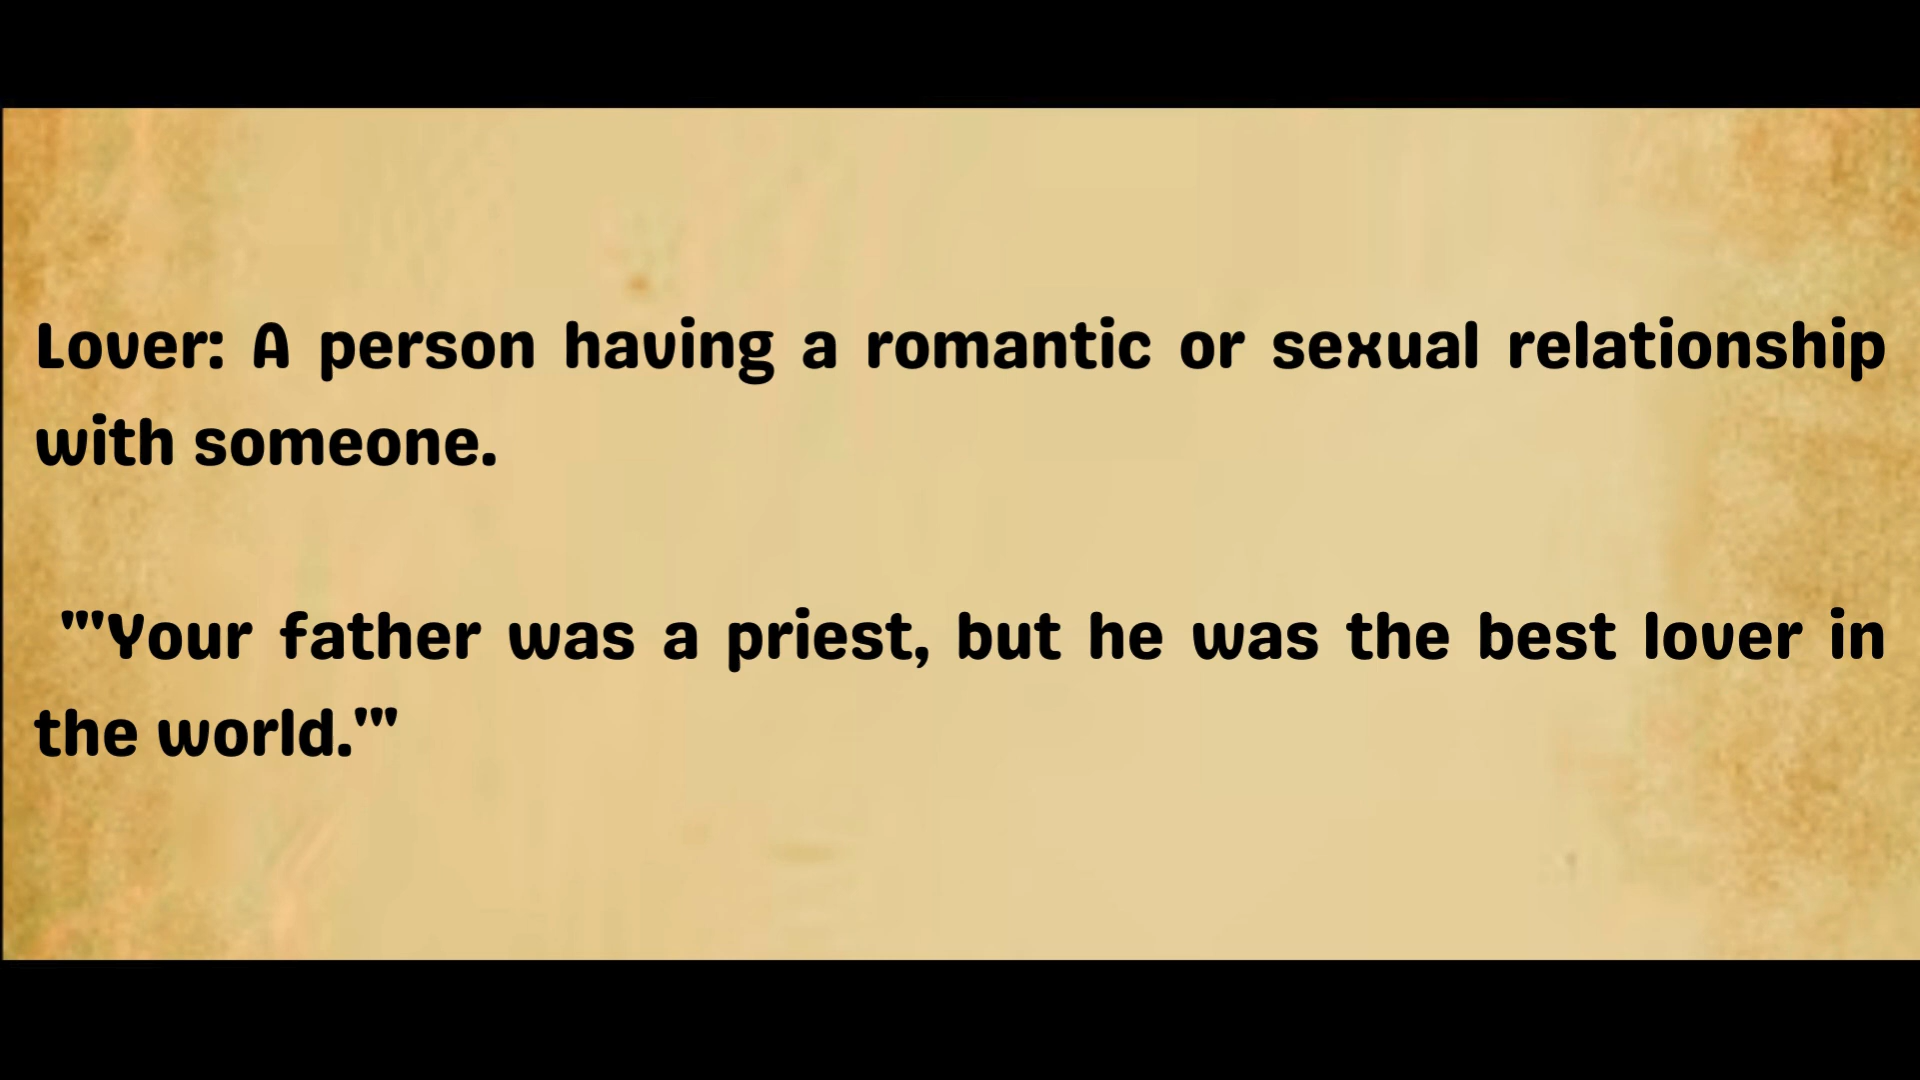 Lover: A person having a romantic or sexual relationship
with someone.
"'Your father was a priest, but he was the best lover in
the world.'"